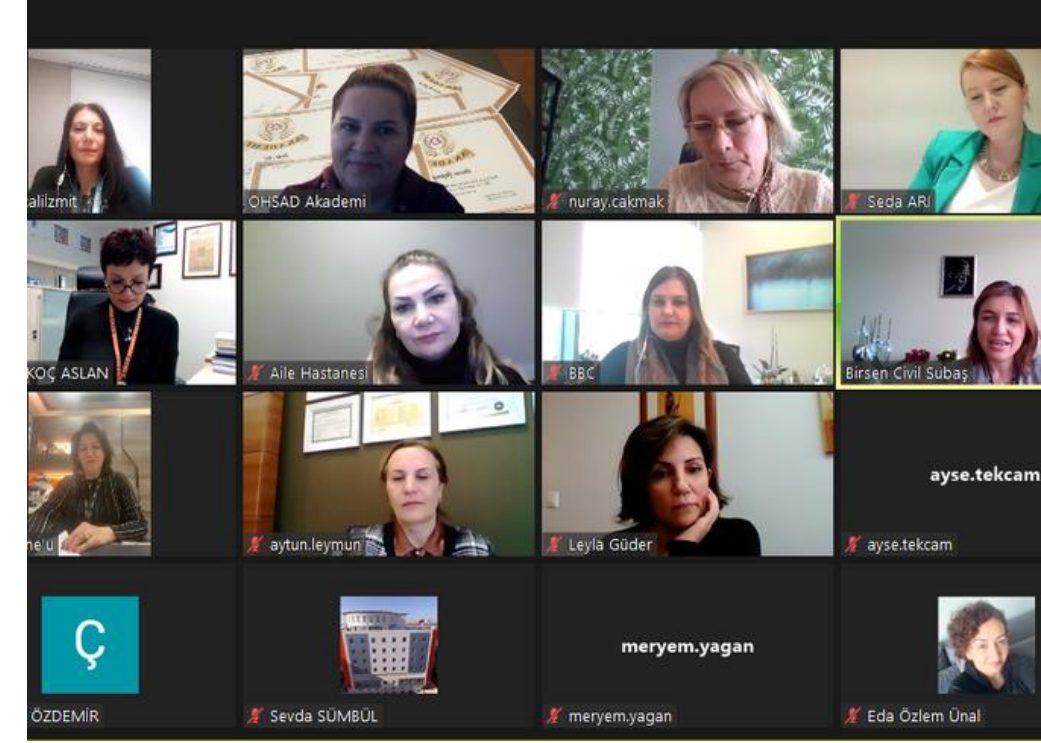 alilzmit
OHSAD Akademi
nuray.cakmak
Seda ARI
KOÇ ASLAN
Aile Hastanesi
BBC
Birsen Civil Subaş
ne'u
aytun.leymun
Leyla Güder
ayse.tekcam
ayse.tekcam
Ç
ÖZDEMİR
Sevda SÜMBÜL
meryem.yagan
meryem.yagan
Eda Özlem Ünal